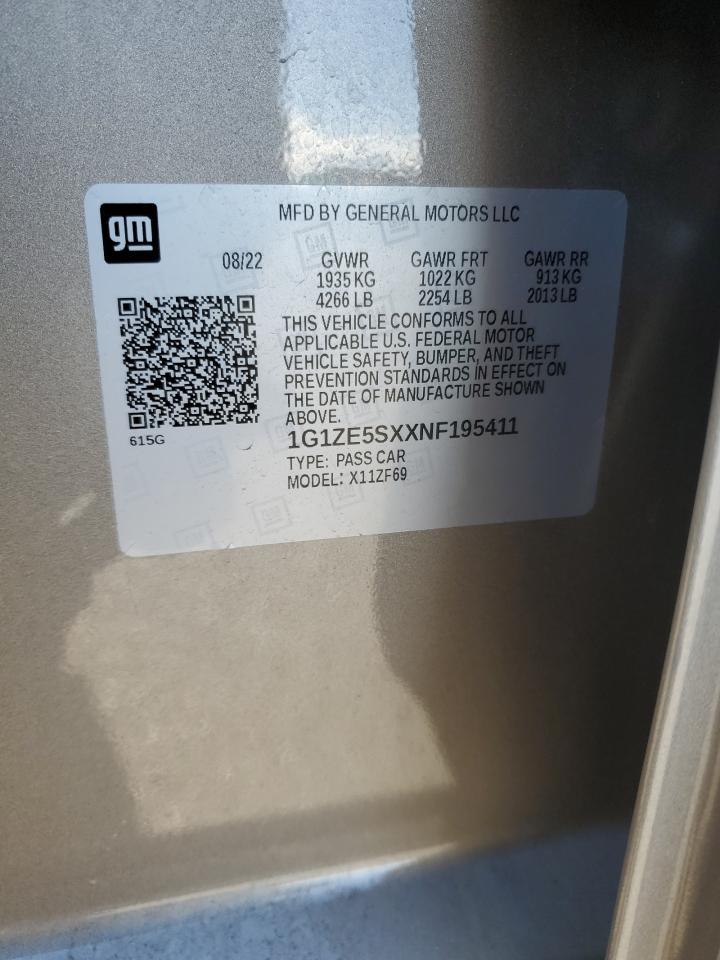 gm
MFD BY GENERAL MOTORS LLC
08/22 GVWR GAWR FRT GAWR RR
1935 KG 1022 KG 913 KG
4266 LB 2254 LB 2013 LB
THIS VEHICLE CONFORMS TO ALL
APPLICABLE U.S. FEDERAL MOTOR
VEHICLE SAFETY, BUMPER, AND THEFT
PREVENTION STANDARDS IN EFFECT ON
THE DATE OF MANUFACTURE SHOWN
ABOVE.
615G
1G1ZE5SXXNF195411
TYPE: PASS CAR
MODEL: X11ZF69